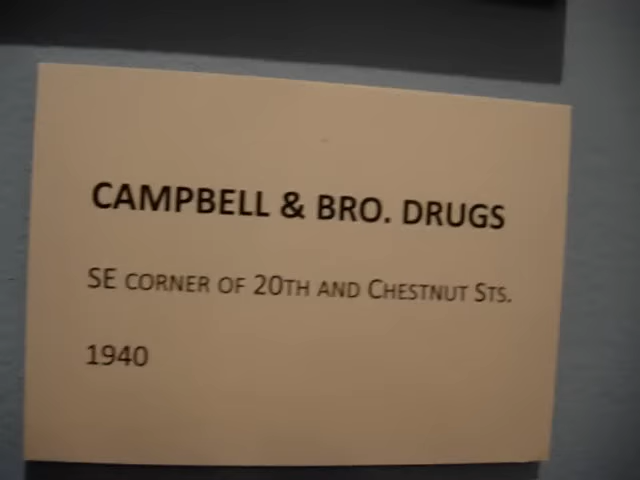 CAMPBELL & BRO. DRUGS
SE CORNER OF 20TH AND CHESTNUT STS.
1940